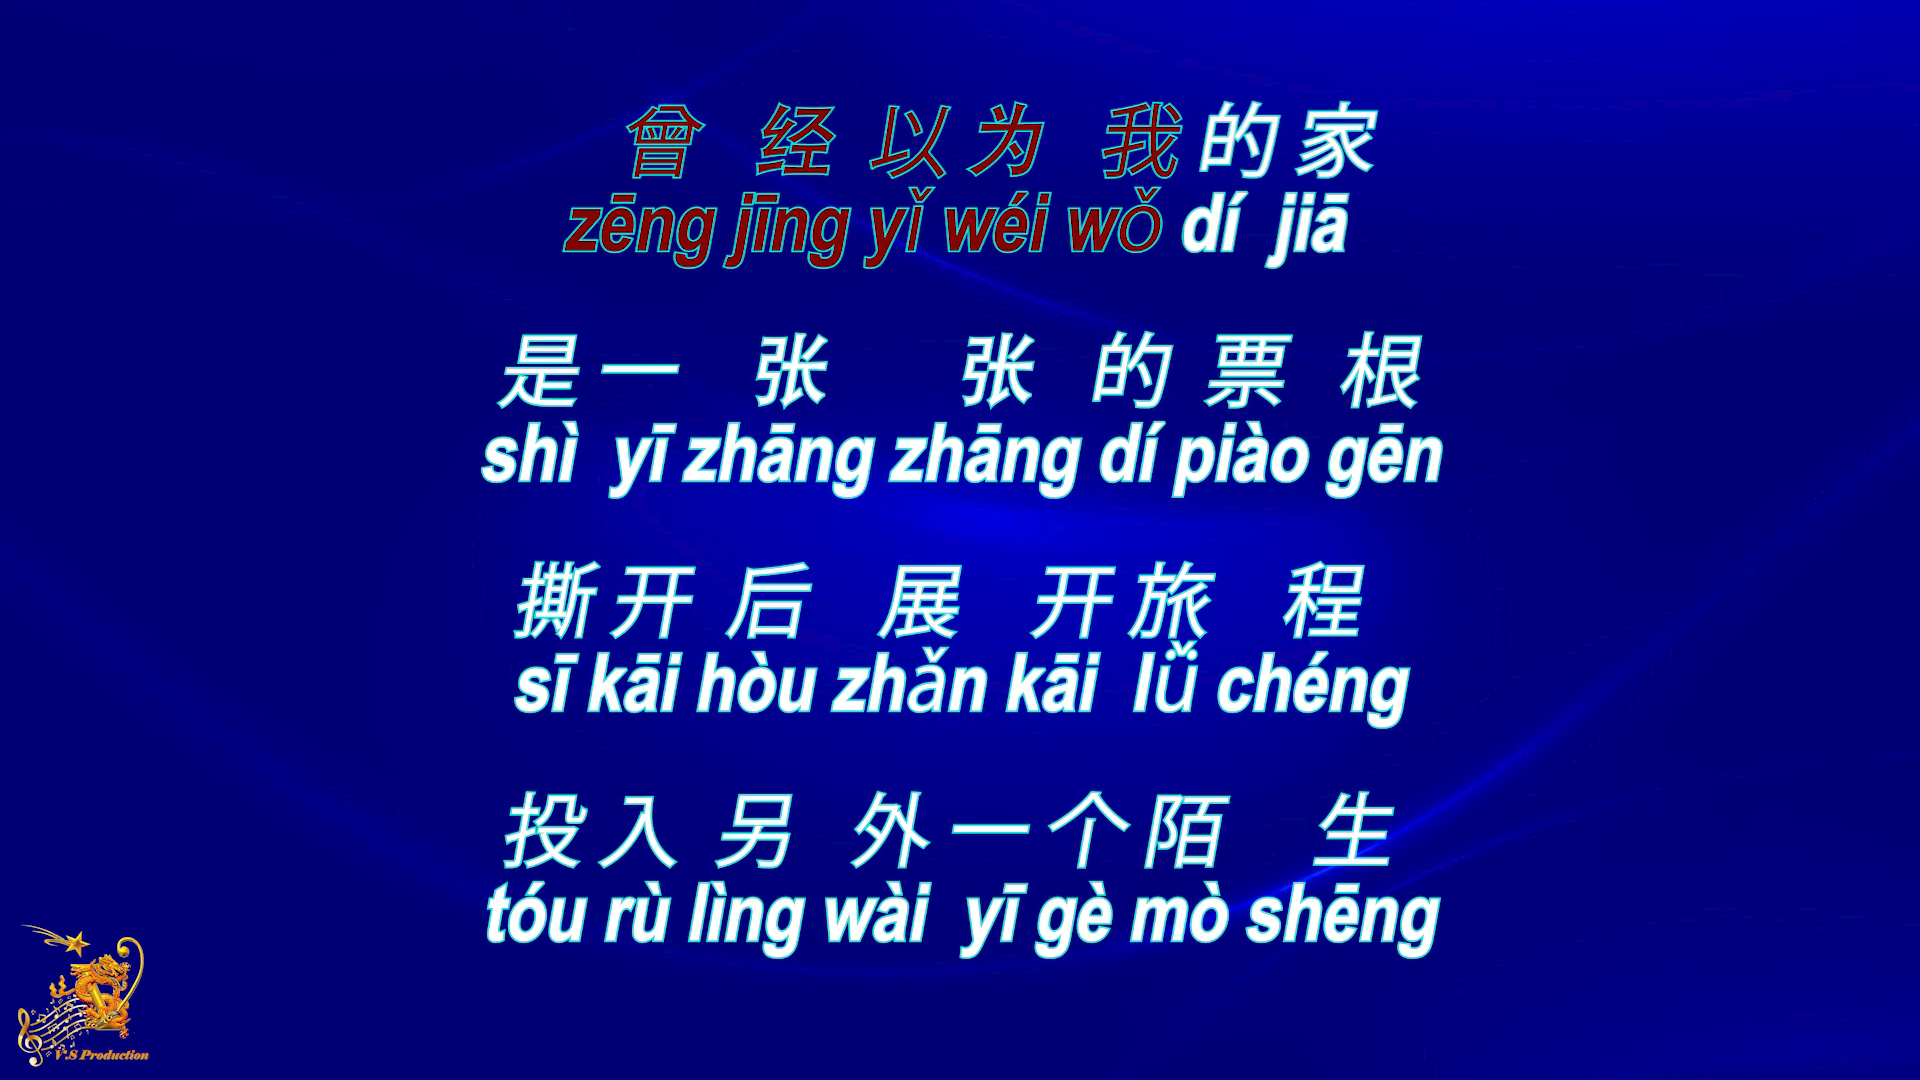 曾 经 以 为 我 的 家
zēng jīng yǐ wéi wǒ dí jiā
是 一 张 张 的 票 根
shì yī zhāng zhāng dí piào gēn
撕 开 后 展 开 旅 程
sī kāi hòu zhǎn kāi lǚ chéng
投 入 另 外 一 个 陌 生
tóu rù lìng wài yī gè mò shēng
V.S Production